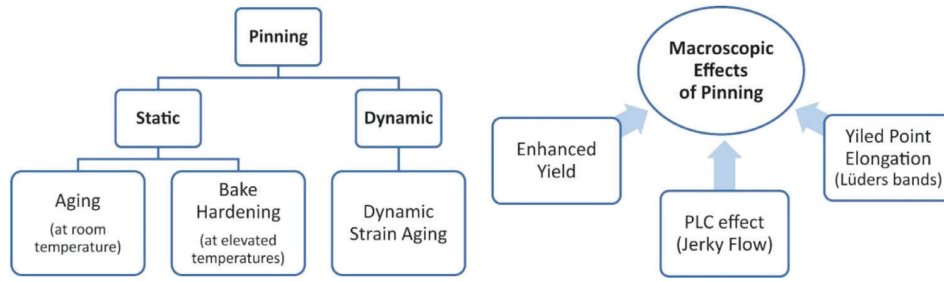 Pinning
Static
Dynamic
Aging
(at room
temperature)
Bake
Hardening
(at elevated
temperatures)
Dynamic
Strain Aging
Macroscopic
Effects
of Pinning
Enhanced
Yield
PLC effect
(Jerky Flow)
Yiled Point
Elongation
(Lüders bands)